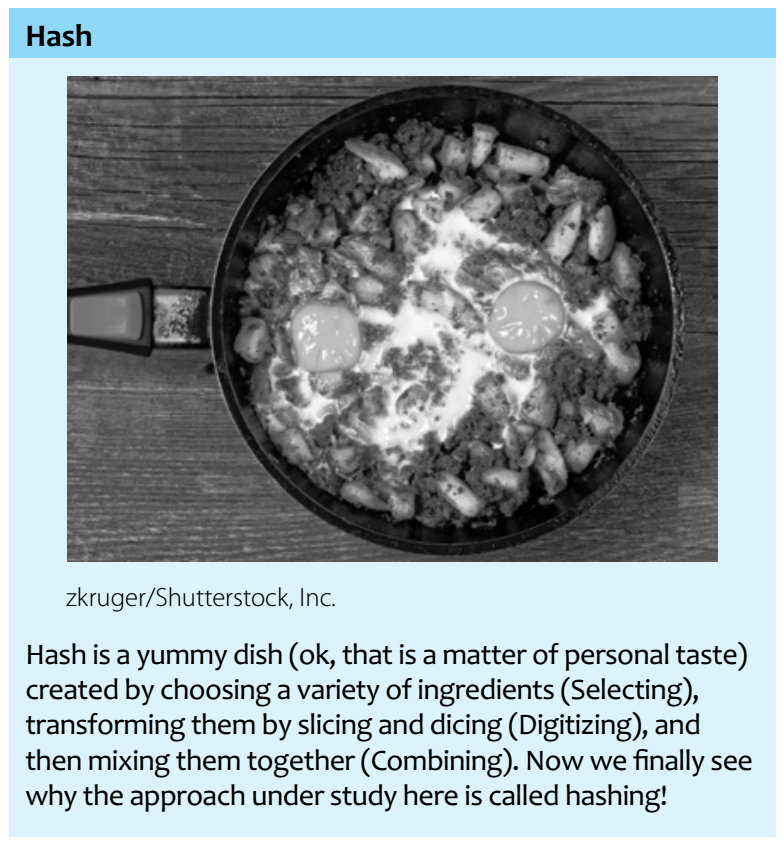 Hash
zkruger/Shutterstock, Inc.
Hash is a yummy dish (ok, that is a matter of personal taste)
created by choosing a variety of ingredients (Selecting),
transforming them by slicing and dicing (Digitizing), and
then mixing them together (Combining). Now we finally see
why the approach under study here is called hashing!